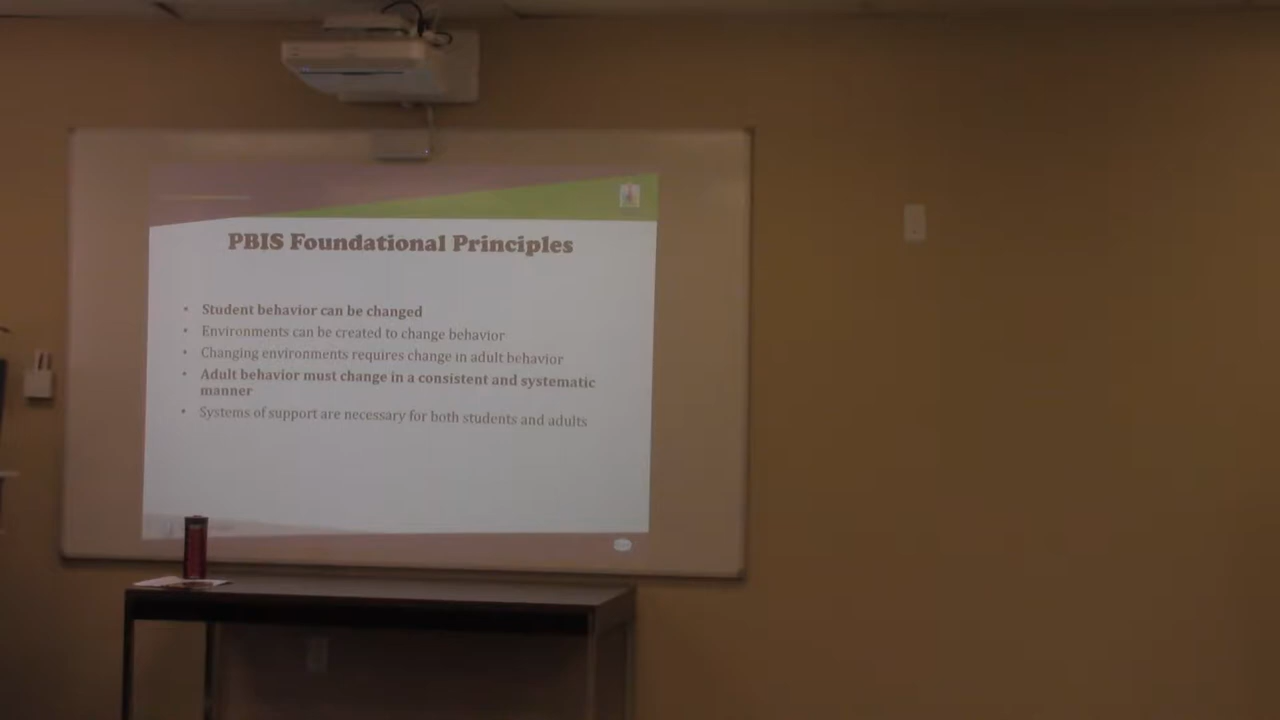 PBIS Foundational Principles
• Student behavior can be changed
• Environments can be created to change behavior
• Changing environments requires change in adult behavior
• Adult behavior must change in a consistent and systematic
manner
• Systems of support are necessary for both students and adults